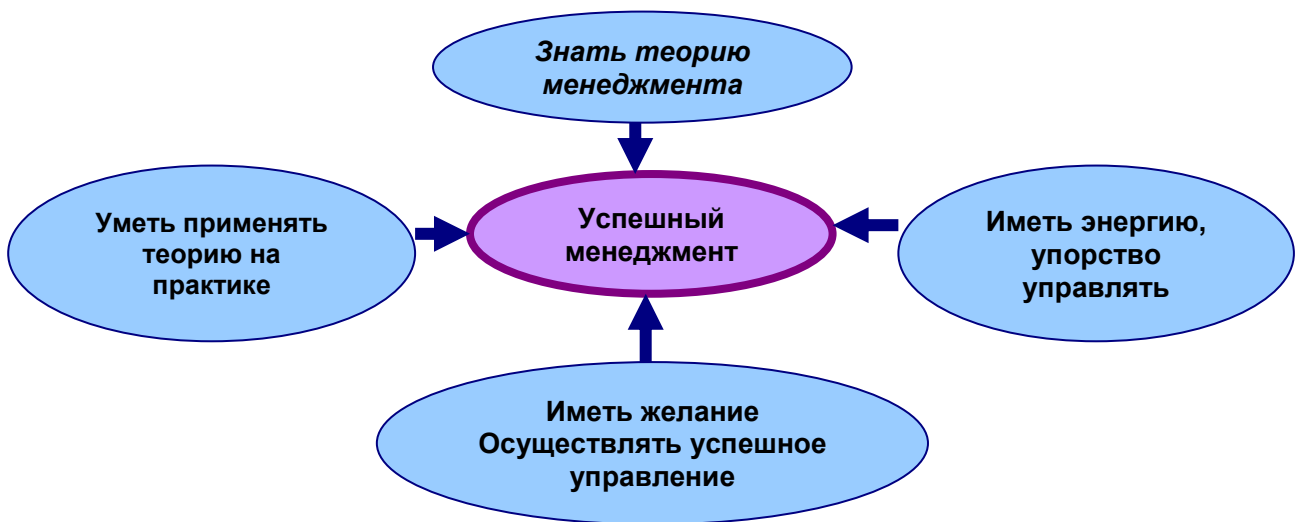 Знать теорию
менеджмента
Уметь применять
теорию на
практике
Успешный
менеджмент
Иметь энергию,
упорство
управлять
Иметь желание
Осуществлять успешное
управление